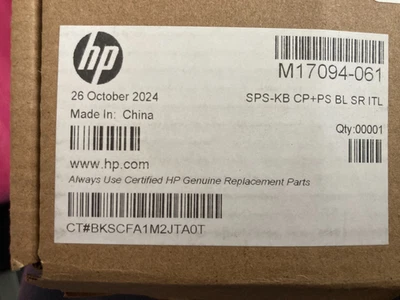 hp
M17094-061
26 October 2024
SPS-KB CP+PS BL SR ITL
Made In: China
Qty:00001
www.hp.com
Always Use Certified HP Genuine Replacement Parts
CT#BKSCFA1M2JTA0T